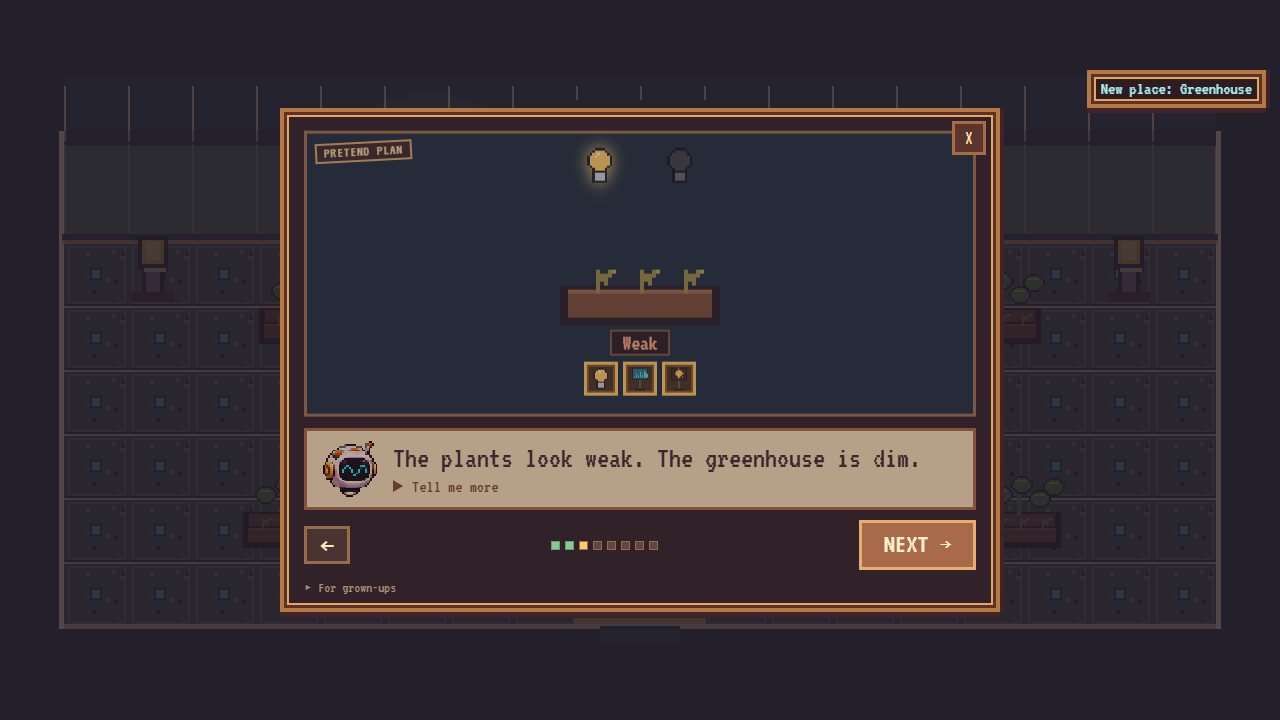 New place: Greenhouse
PRETEND PLAN
X
Weak
The plants look weak. The greenhouse is dim.
▶ Tell me more
←
NEXT →
▸ For grown-ups